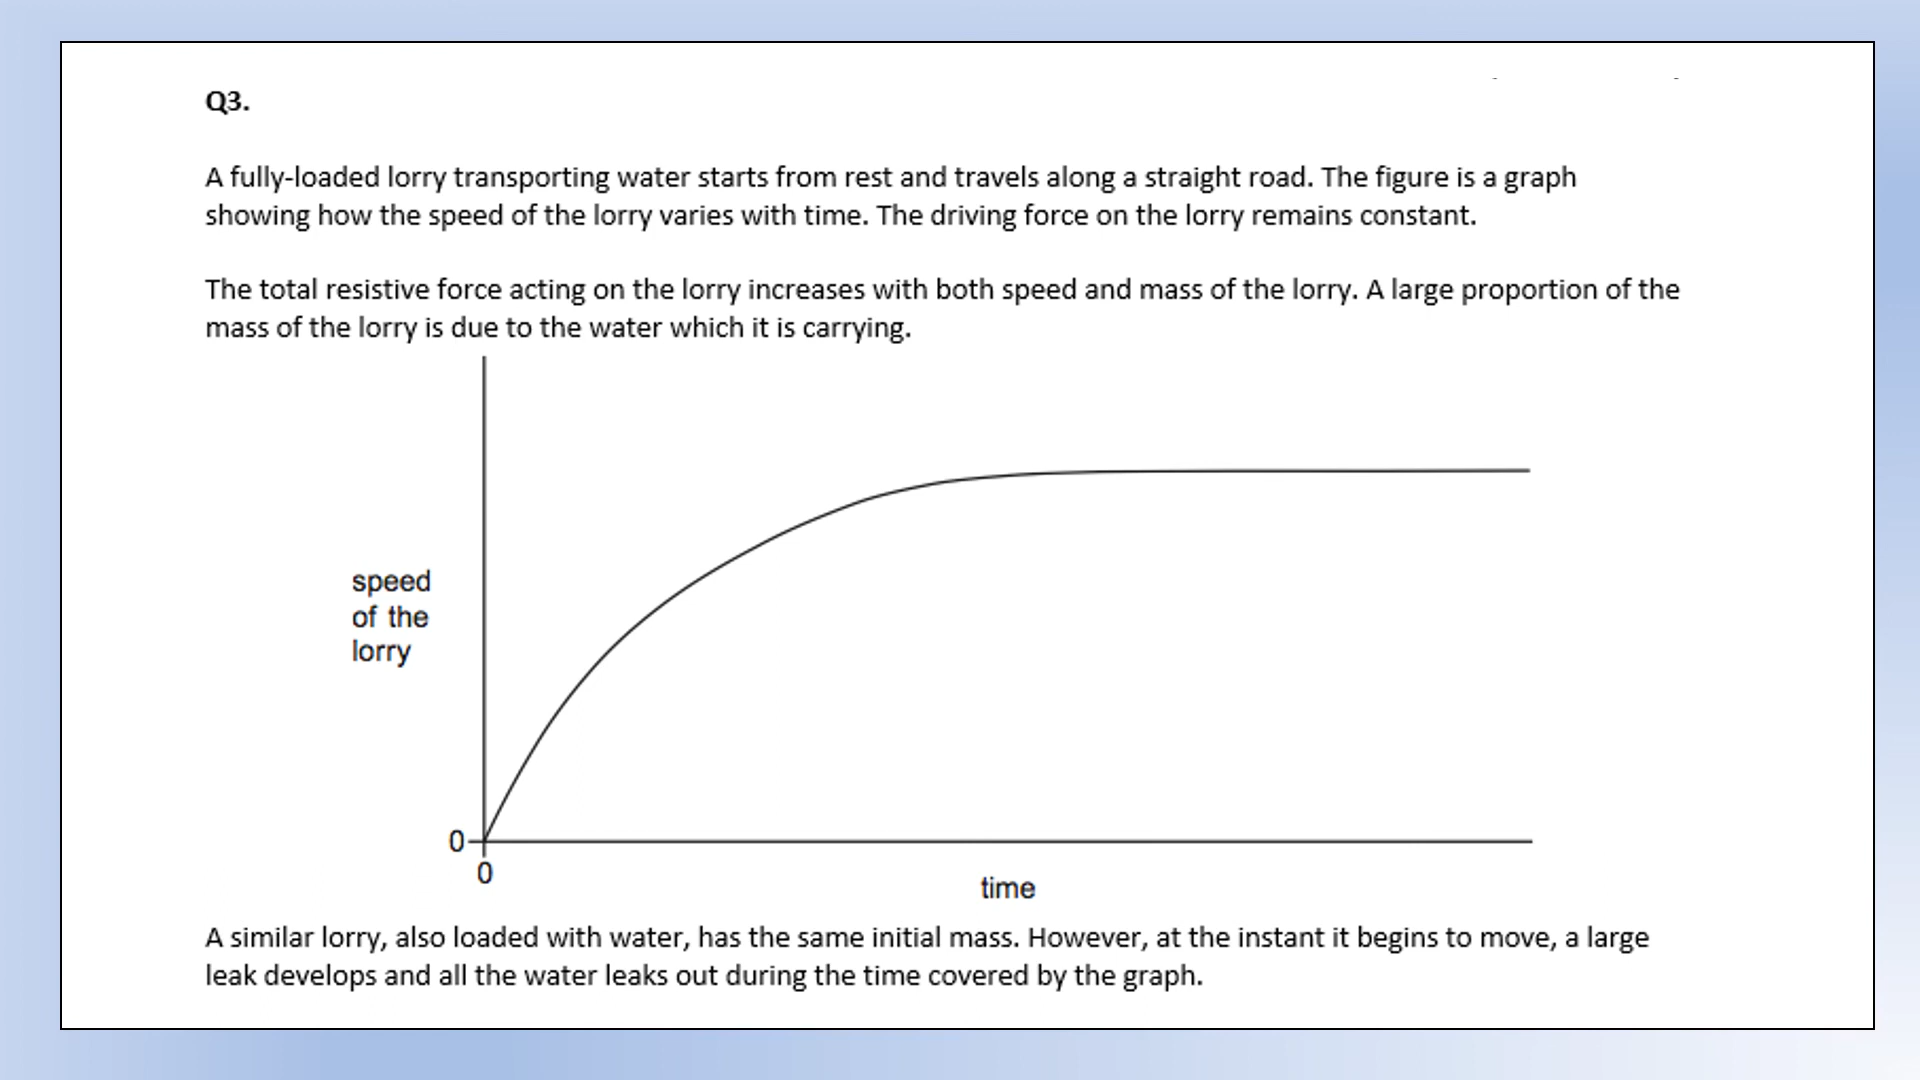 Q3.
A fully-loaded lorry transporting water starts from rest and travels along a straight road. The figure is a graph
showing how the speed of the lorry varies with time. The driving force on the lorry remains constant.
The total resistive force acting on the lorry increases with both speed and mass of the lorry. A large proportion of the
mass of the lorry is due to the water which it is carrying.
speed
of the
lorry
0
0
time
A similar lorry, also loaded with water, has the same initial mass. However, at the instant it begins to move, a large
leak develops and all the water leaks out during the time covered by the graph.